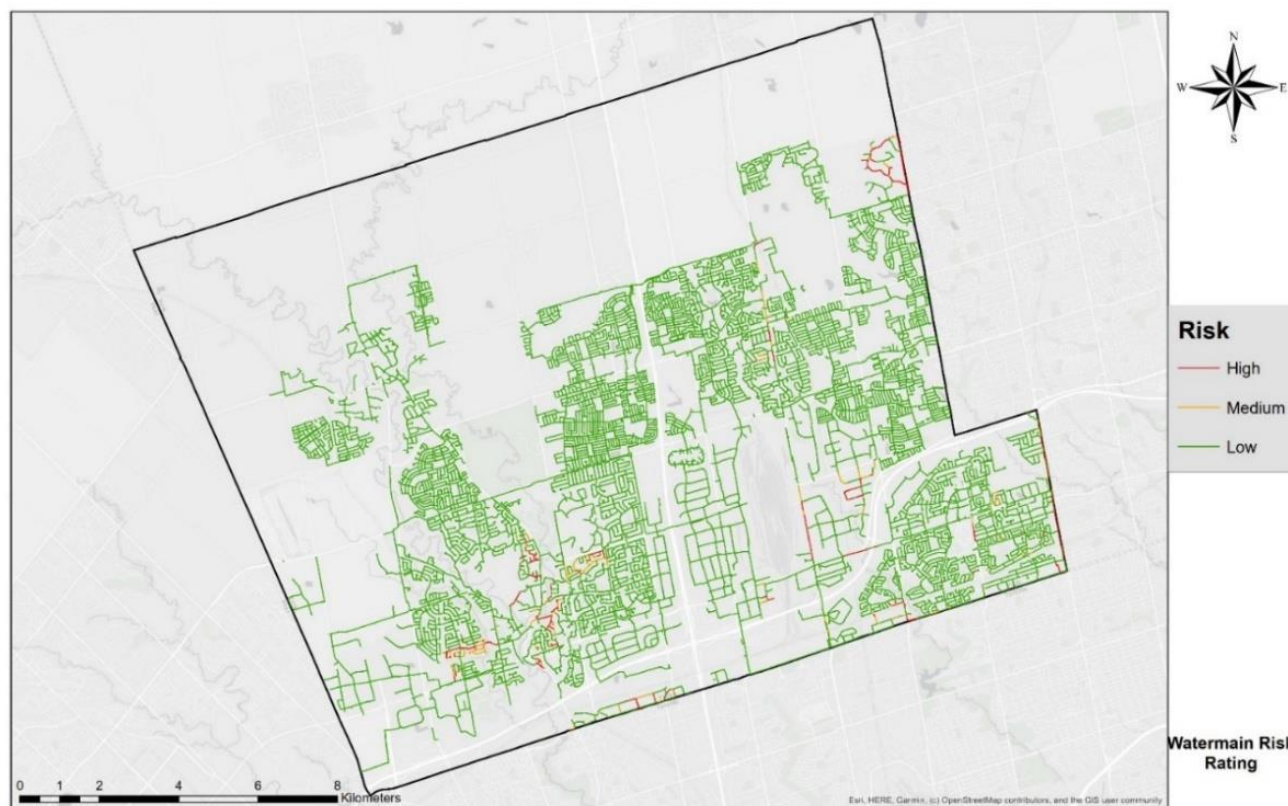 N
W E
S
Risk
High
Medium
Low
Watermain Risk
Rating
0 1 2 4 6 8
Kilometers
Esri, HERE, Garmin, (c) OpenStreetMap contributors, and the GIS user community